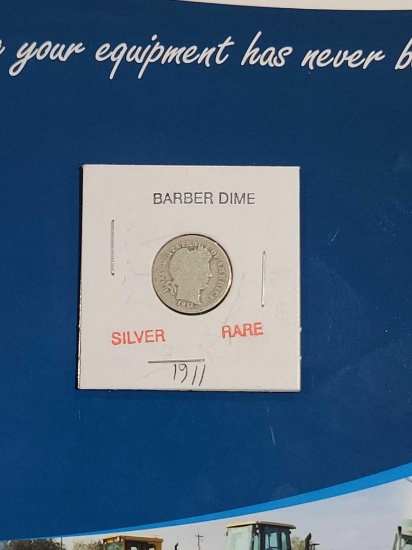 your equipment has never b
BARBER DIME
SILVER RARE
1911